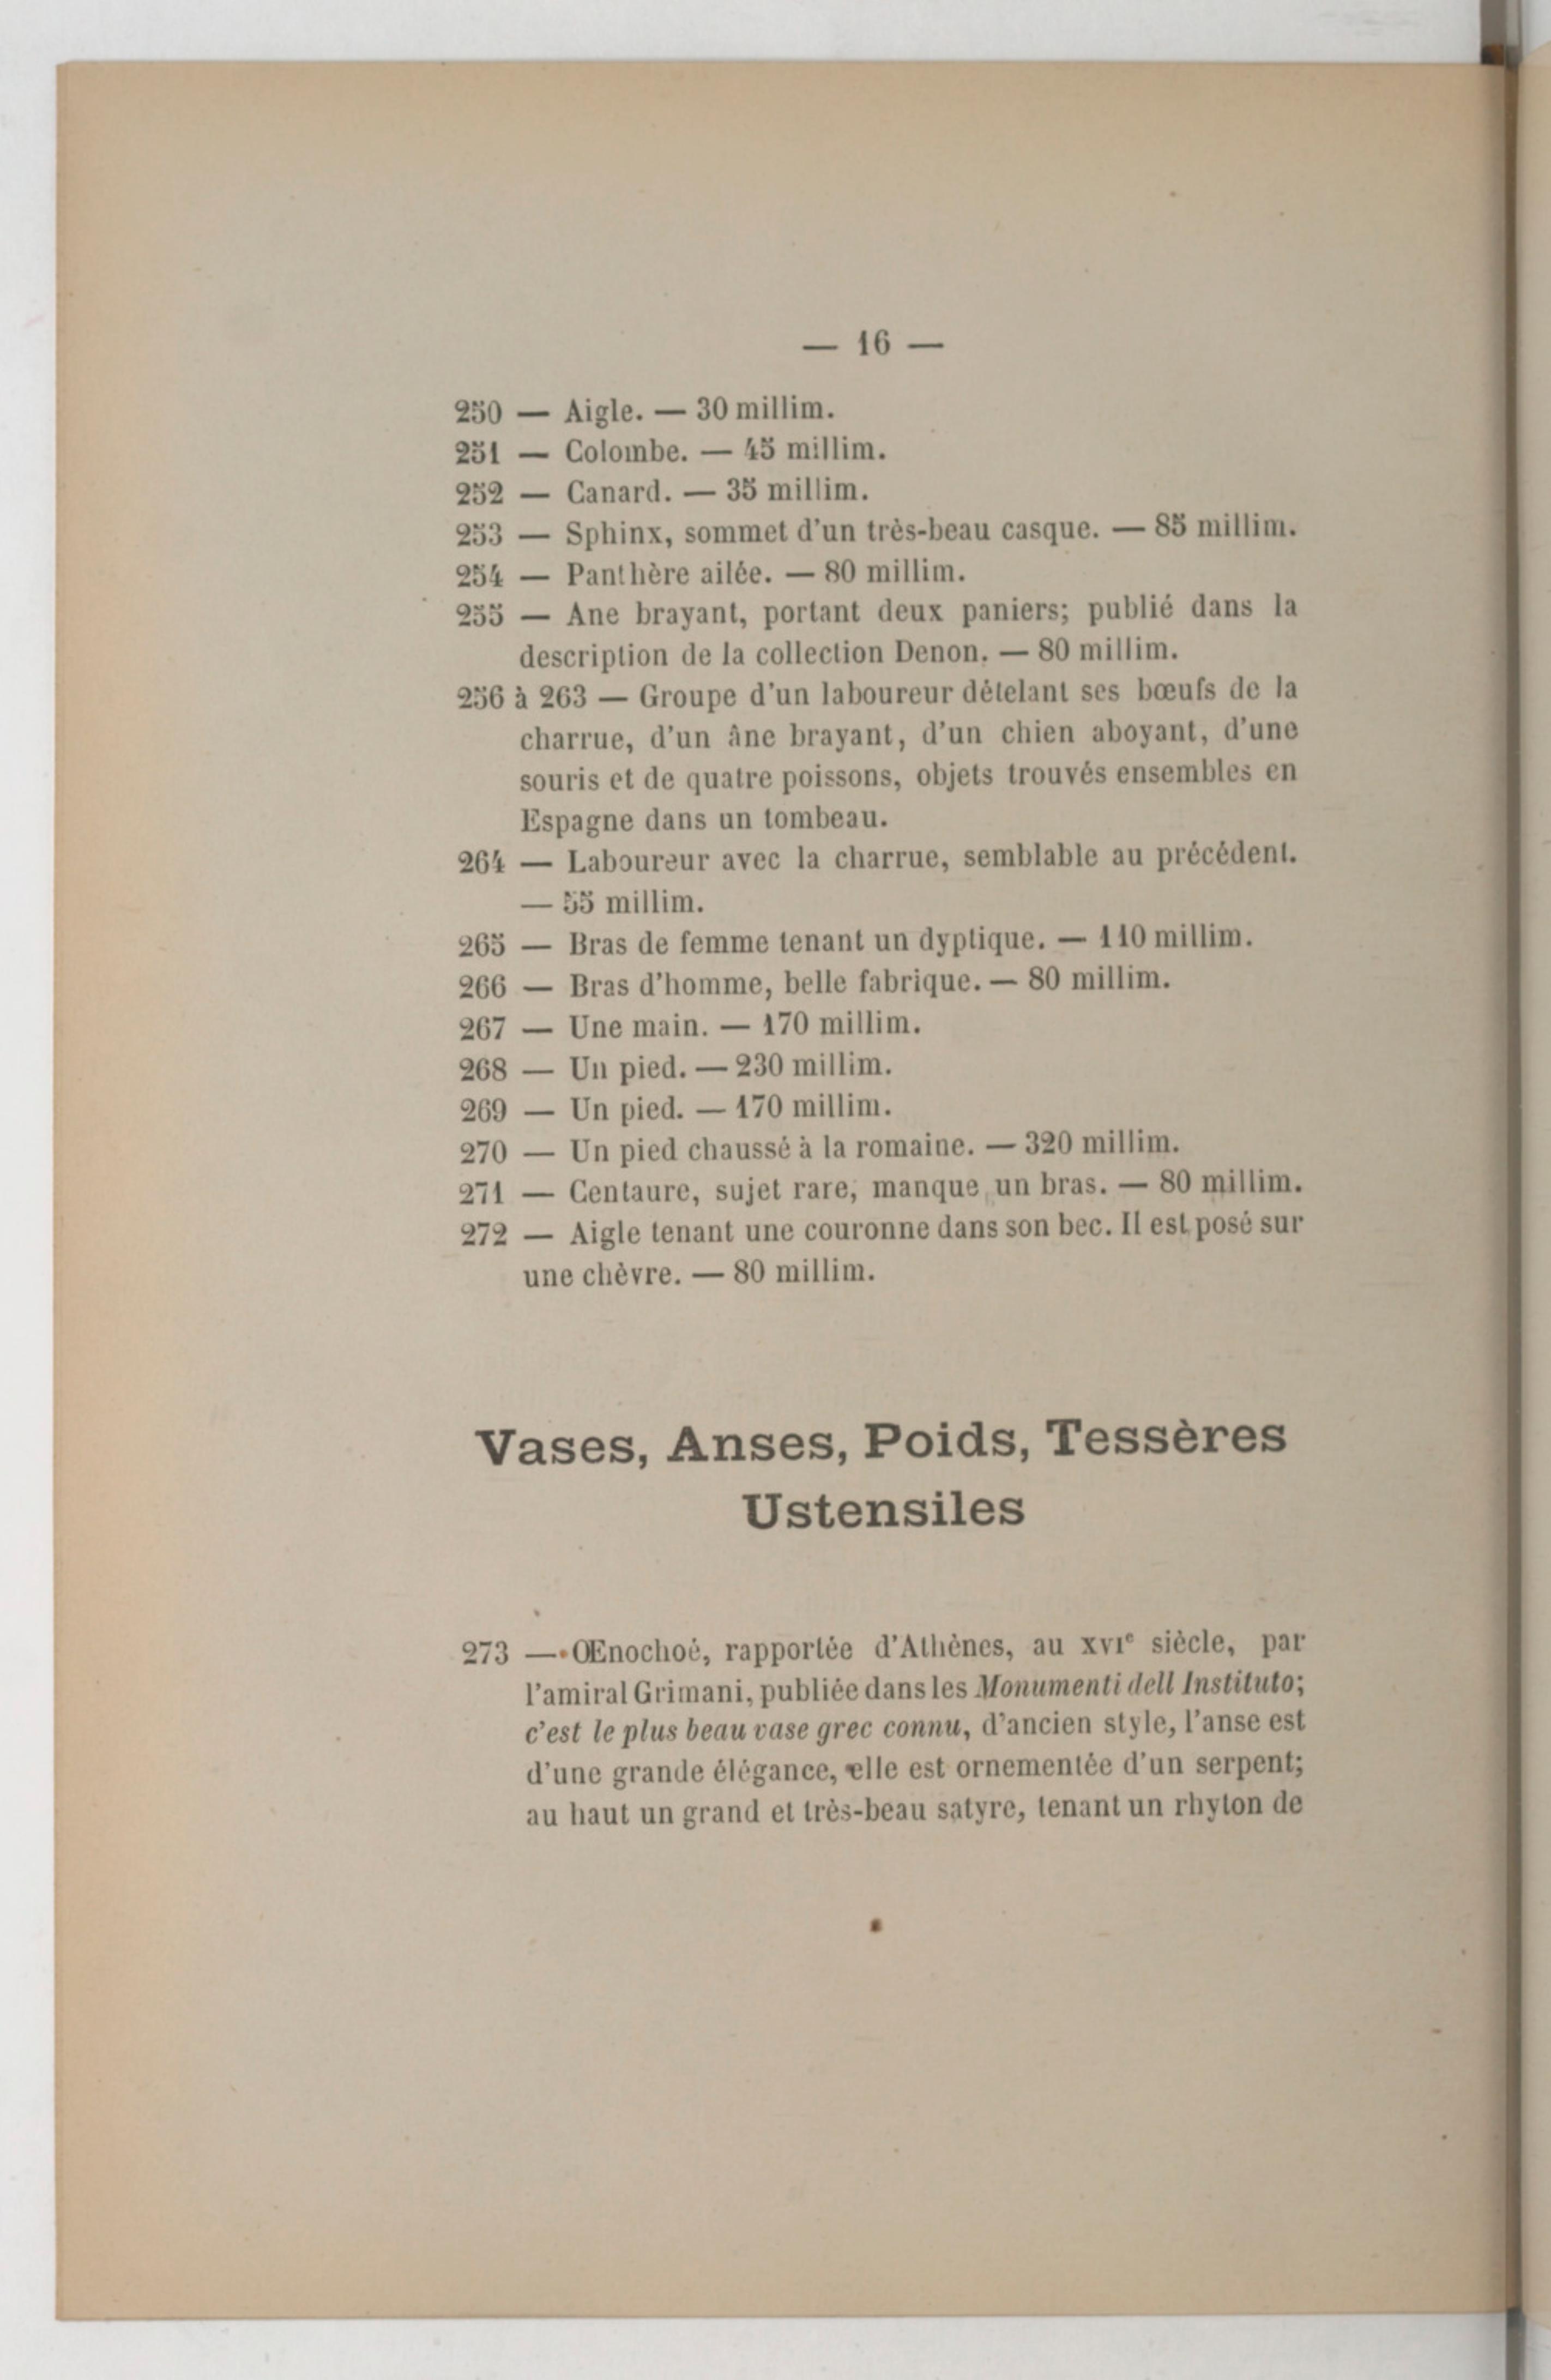 — 16 —
250 — Aigle. — 30 millim.
251 — Colombe. — 45 millim.
252 — Canard. — 35 millim.
253 — Sphinx, sommet d'un très-beau casque. — 85 millim.
254 — Panthère ailée. — 80 millim.
255 — Ane brayant, portant deux paniers; publié dans la
description de la collection Denon. — 80 millim.
256 à 263 — Groupe d'un laboureur dételant ses bœufs de la
charrue, d'un âne brayant, d'un chien aboyant, d'une
souris et de quatre poissons, objets trouvés ensembles en
Espagne dans un tombeau.
264 — Laboureur avec la charrue, semblable au précédent.
— 55 millim.
265 — Bras de femme tenant un dyptique. — 110 millim.
266 — Bras d'homme, belle fabrique. — 80 millim.
267 — Une main. — 170 millim.
268 — Un pied. — 230 millim.
269 — Un pied. — 170 millim.
270 — Un pied chaussé à la romaine. — 320 millim.
271 — Centaure, sujet rare, manque un bras. — 80 millim.
272 — Aigle tenant une couronne dans son bec. Il est posé sur
une chèvre. — 80 millim.
Vases, Anses, Poids, Tessères
Ustensiles
273 — Œnochoé, rapportée d'Athènes, au XVIe siècle, par
l'amiral Grimani, publiée dans les Monumenti dell Instituto;
c'est le plus beau vase grec connu, d'ancien style, l'anse est
d'une grande élégance, elle est ornementée d'un serpent;
au haut un grand et très-beau satyre, tenant un rhyton de